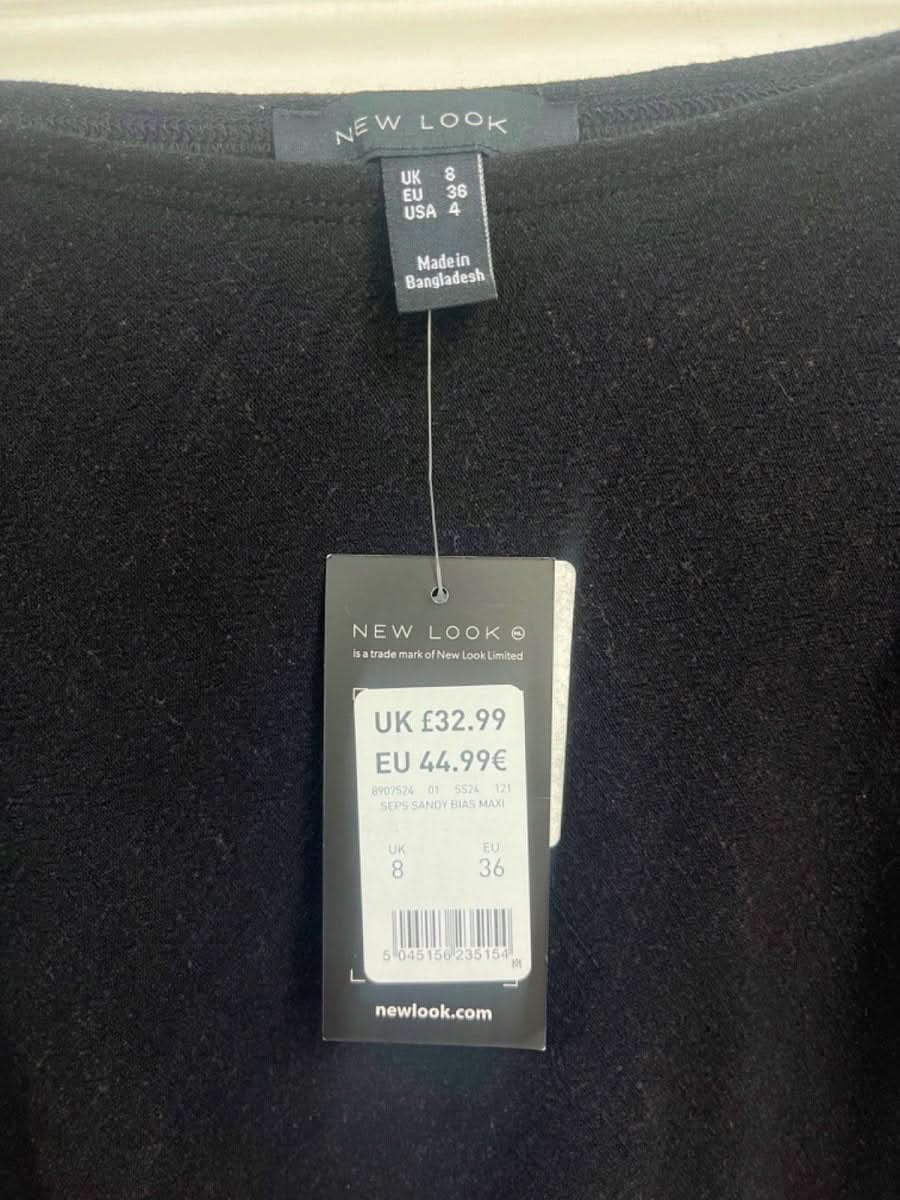 NEW LOOK
UK 8
EU 36
USA 4
Made in
Bangladesh
NEW LOOK NL
is a trade mark of New Look Limited
UK £32.99
EU 44.99€
8907524 01 SS24 121
SEPS SANDY BIAS MAXI
UK EU
8 36
5 045156 235154
newlook.com